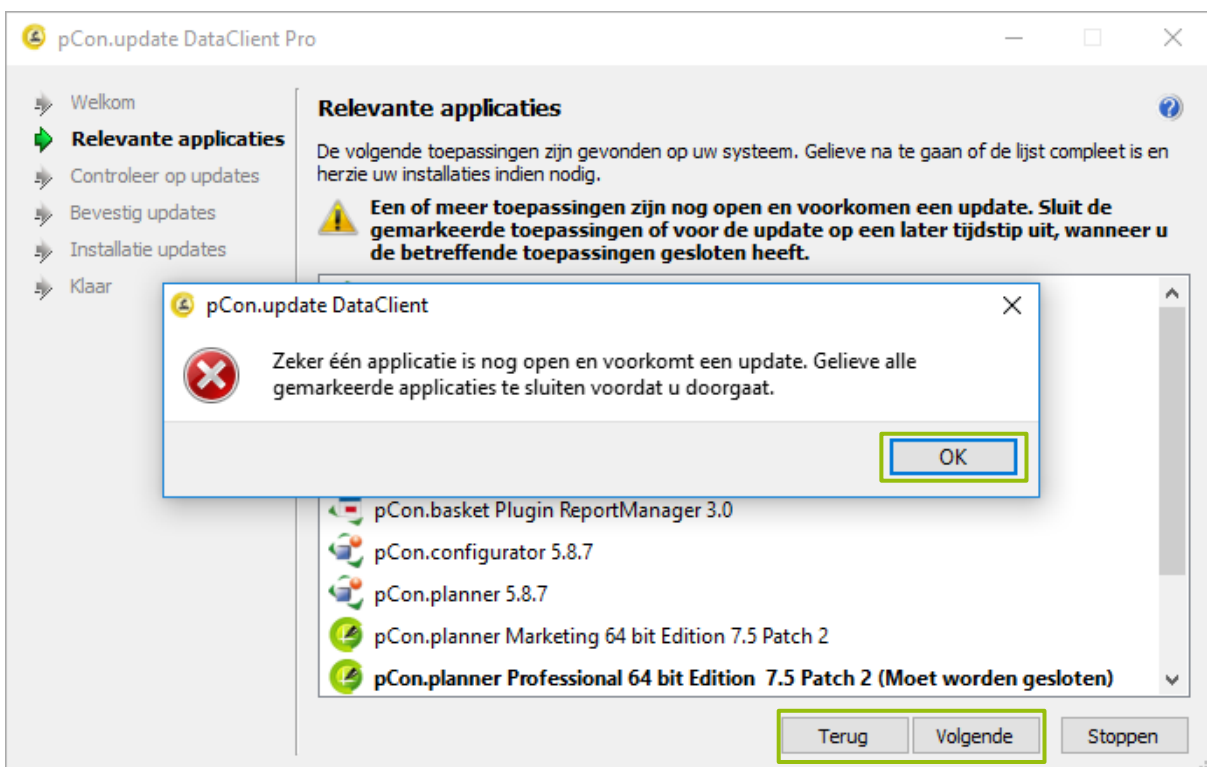 pCon.update DataClient Pro
Welkom
Relevante applicaties
Controleer op updates
Bevestig updates
Installatie updates
Klaar
Relevante applicaties
De volgende toepassingen zijn gevonden op uw systeem. Gelieve na te gaan of de lijst compleet is en
herzie uw installaties indien nodig.
Een of meer toepassingen zijn nog open en voorkomen een update. Sluit de
gemarkeerde toepassingen of voor de update op een later tijdstip uit, wanneer u
de betreffende toepassingen gesloten heeft.
pCon.update DataClient
Zeker één applicatie is nog open en voorkomt een update. Gelieve alle
gemarkeerde applicaties te sluiten voordat u doorgaat.
OK
pCon.basket Plugin ReportManager 3.0
pCon.configurator 5.8.7
pCon.planner 5.8.7
pCon.planner Marketing 64 bit Edition 7.5 Patch 2
pCon.planner Professional 64 bit Edition 7.5 Patch 2 (Moet worden gesloten)
Terug
Volgende
Stoppen